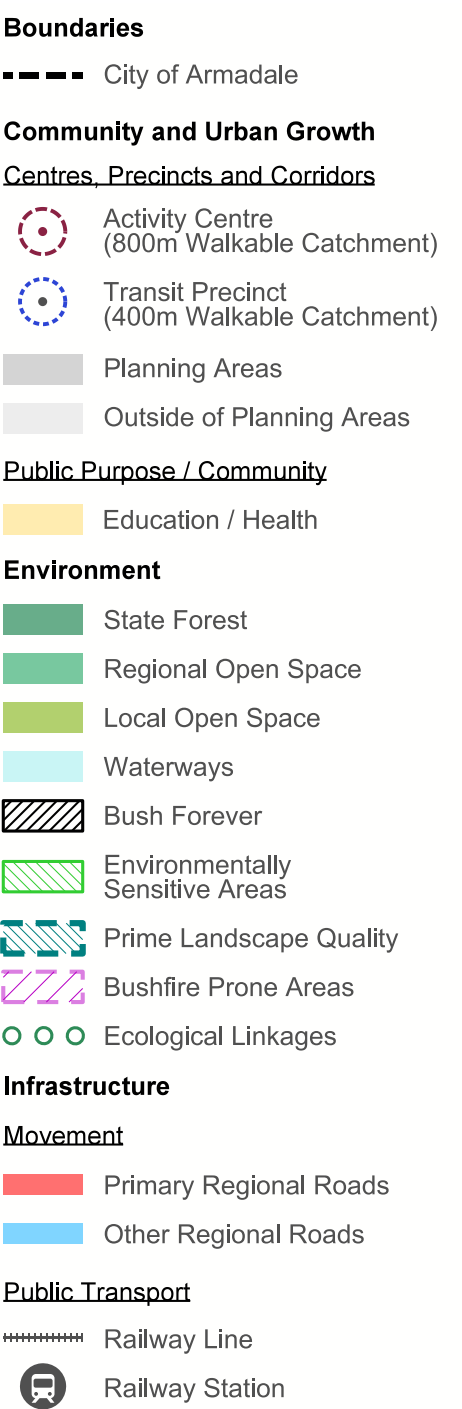 Boundaries
City of Armadale
Community and Urban Growth
Centres, Precincts and Corridors
Activity Centre
(800m Walkable Catchment)
Transit Precinct
(400m Walkable Catchment)
Planning Areas
Outside of Planning Areas
Public Purpose / Community
Education / Health
Environment
State Forest
Regional Open Space
Local Open Space
Waterways
Bush Forever
Environmentally
Sensitive Areas
Prime Landscape Quality
Bushfire Prone Areas
Ecological Linkages
Infrastructure
Movement
Primary Regional Roads
Other Regional Roads
Public Transport
Railway Line
Railway Station